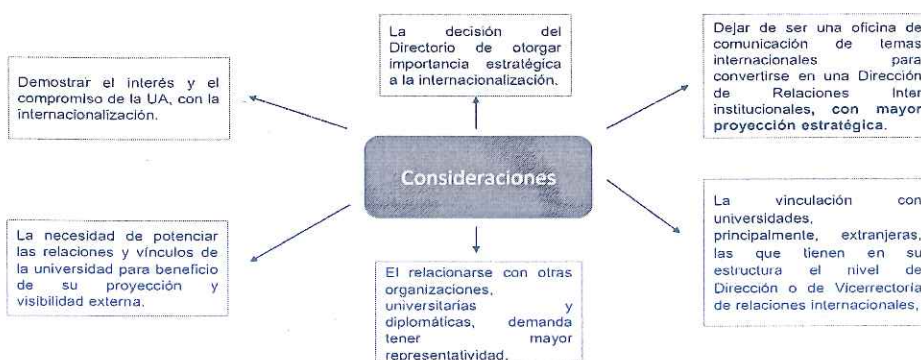 La decisión del
Directorio de otorgar
importancia estratégica
a la internacionalización.
Dejar de ser una oficina de
comunicación de temas
internacionales para
convertirse en una Dirección
de Relaciones Inter
institucionales, con mayor
proyección estratégica.
Demostrar el interés y el
compromiso de la UA, con la
internacionalización.
Consideraciones
La necesidad de potenciar
las relaciones y vínculos de
la universidad para beneficio
de su proyección y
visibilidad externa.
El relacionarse con otras
organizaciones,
universitarias y
diplomáticas, demanda
tener mayor
representatividad.
La vinculación con
universidades,
principalmente, extranjeras,
las que tienen en su
estructura el nivel de
Dirección o de Vicerrectoría
de relaciones internacionales,